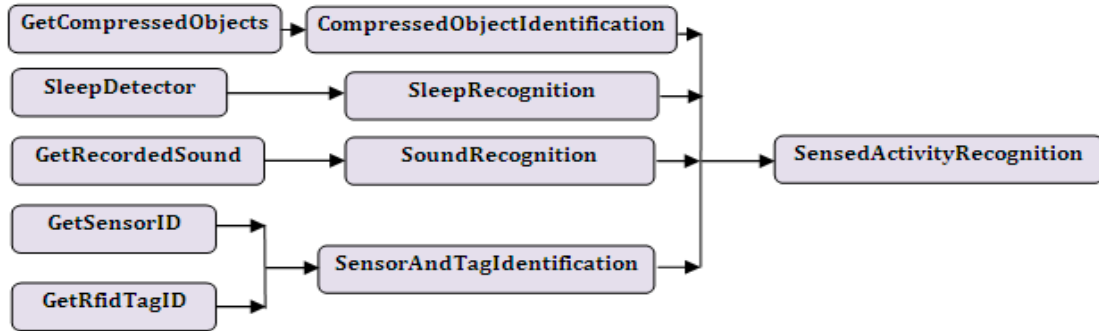 GetCompressedObjects
CompressedObjectIdentification
SleepDetector
SleepRecognition
GetRecordedSound
SoundRecognition
SensedActivityRecognition
GetSensorID
SensorAndTagIdentification
GetRfidTagID